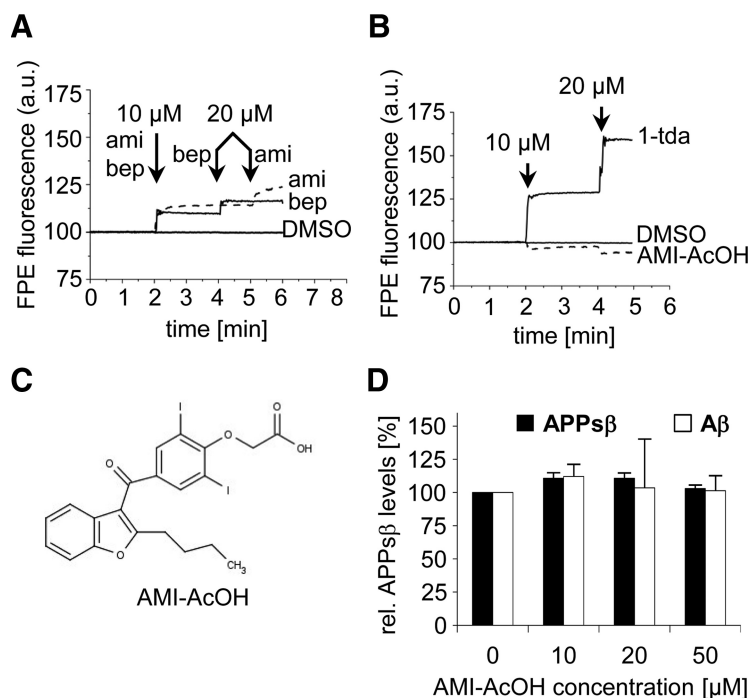 A
FPE fluorescence (a.u.)
175
150
125
100
75
10 µM
20 µM
ami
bep
bep
ami
ami
bep
DMSO
0 1 2 3 4 5 6 7 8
time [min]
B
FPE fluorescence (a.u.)
175
150
125
100
75
20 µM
10 µM
1-tda
DMSO
AMI-AcOH
0 1 2 3 4 5 6
time [min]
C
I
O
O
OH
O
I
O
CH3
AMI-AcOH
D
rel. APPsβ levels [%]
150
125
100
75
50
25
0
APPsβ
Aβ
0 10 20 50
AMI-AcOH concentration [µM]